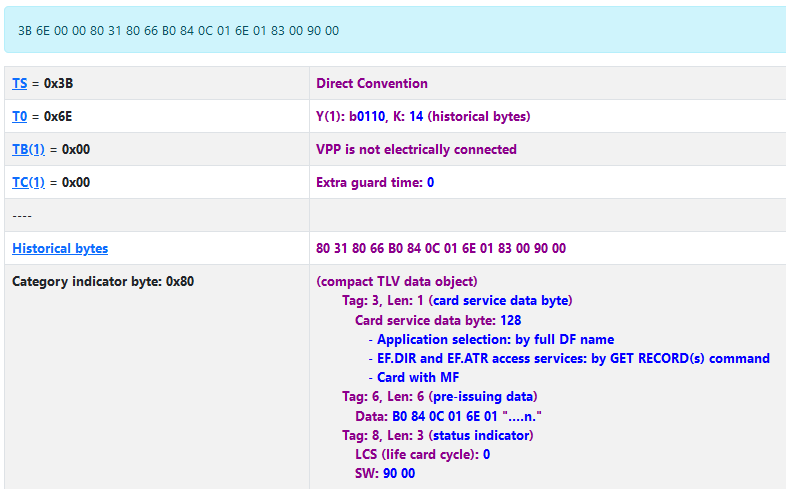 3B 6E 00 00 80 31 80 66 B0 84 0C 01 6E 01 83 00 90 00
TS = 0x3B Direct Convention
T0 = 0x6E Y(1): b0110, K: 14 (historical bytes)
TB(1) = 0x00 VPP is not electrically connected
TC(1) = 0x00 Extra guard time: 0
----
Historical bytes 80 31 80 66 B0 84 0C 01 6E 01 83 00 90 00
Category indicator byte: 0x80 (compact TLV data object)
Tag: 3, Len: 1 (card service data byte)
Card service data byte: 128
- Application selection: by full DF name
- EF.DIR and EF.ATR access services: by GET RECORD(s) command
- Card with MF
Tag: 6, Len: 6 (pre-issuing data)
Data: B0 84 0C 01 6E 01 "....n."
Tag: 8, Len: 3 (status indicator)
LCS (life card cycle): 0
SW: 90 00